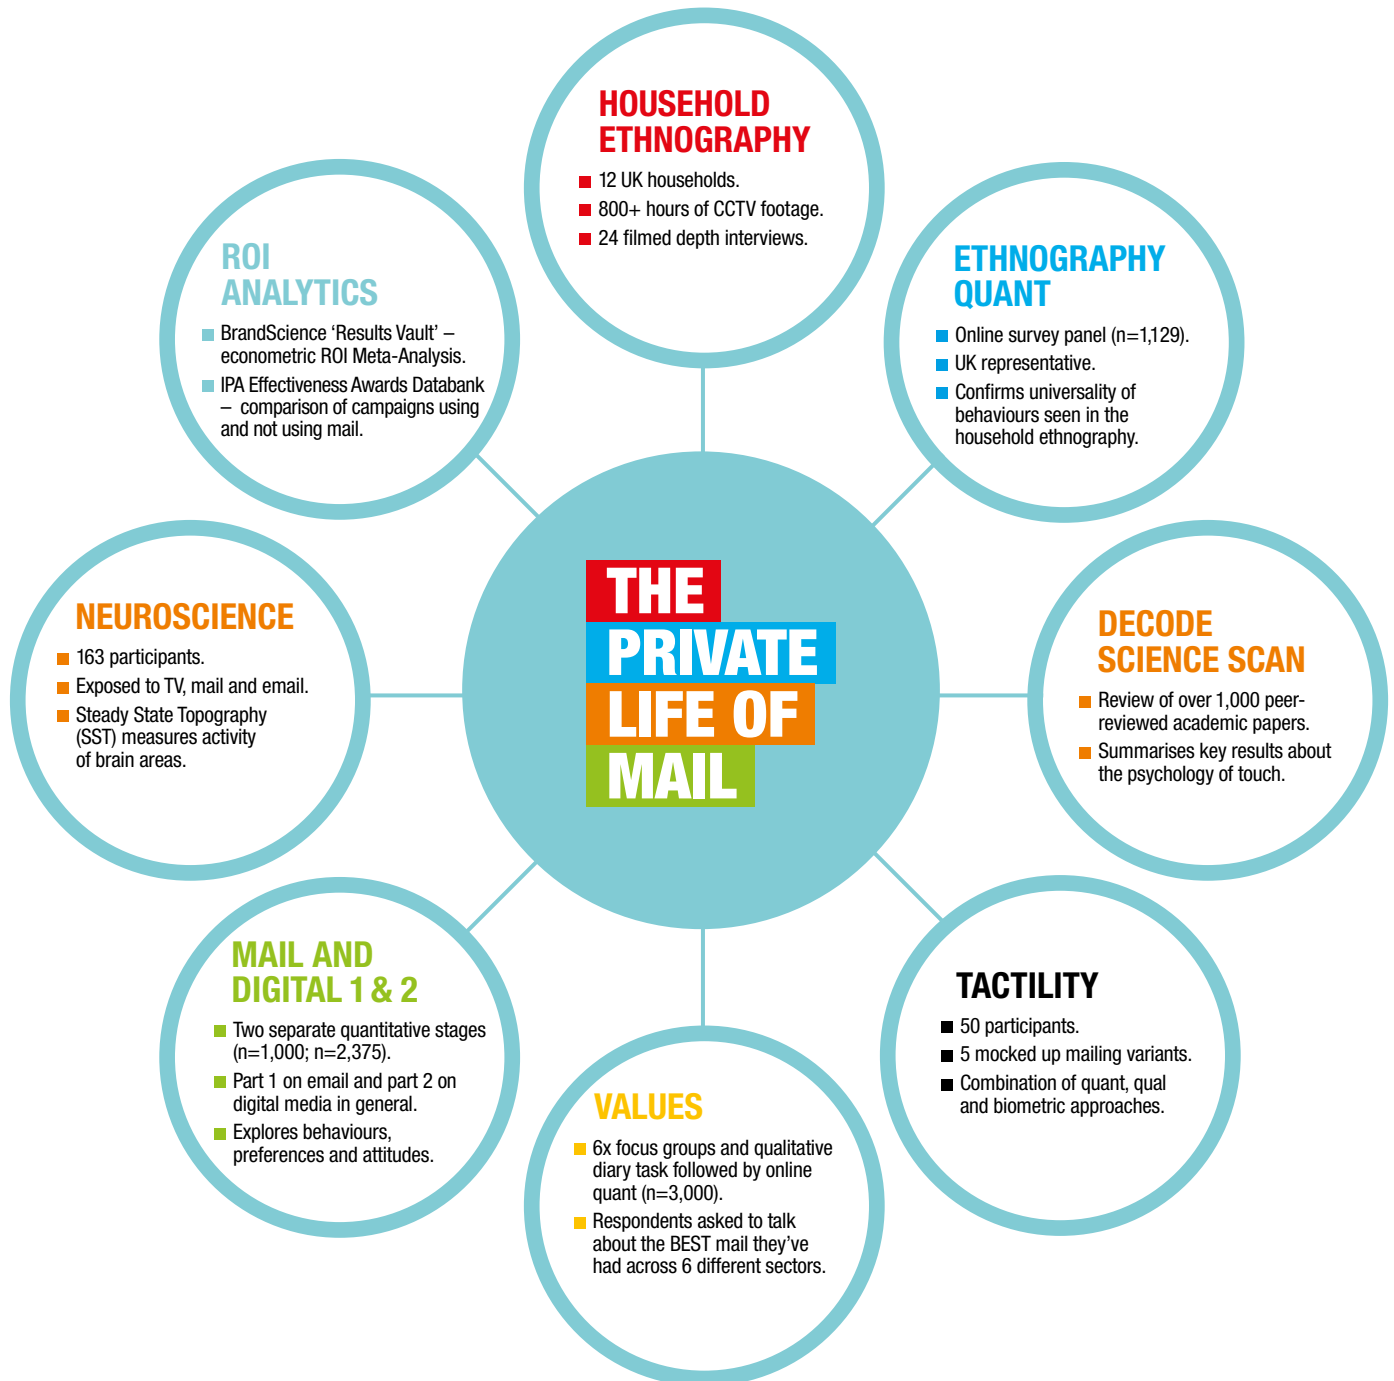 HOUSEHOLD
ETHNOGRAPHY
12 UK households.
800+ hours of CCTV footage.
24 filmed depth interviews.
ROI
ANALYTICS
BrandScience ‘Results Vault’ –
econometric ROI Meta-Analysis.
IPA Effectiveness Awards Databank
– comparison of campaigns using
and not using mail.
ETHNOGRAPHY
QUANT
Online survey panel (n=1,129).
UK representative.
Confirms universality of
behaviours seen in the
household ethnography.
THE
PRIVATE
LIFE OF
MAIL
NEUROSCIENCE
163 participants.
Exposed to TV, mail and email.
Steady State Topography
(SST) measures activity
of brain areas.
DECODE
SCIENCE SCAN
Review of over 1,000 peer-
reviewed academic papers.
Summarises key results about
the psychology of touch.
MAIL AND
DIGITAL 1 & 2
Two separate quantitative stages
(n=1,000; n=2,375).
Part 1 on email and part 2 on
digital media in general.
Explores behaviours,
preferences and attitudes.
TACTILITY
50 participants.
5 mocked up mailing variants.
Combination of quant, qual
and biometric approaches.
VALUES
6x focus groups and qualitative
diary task followed by online
quant (n=3,000).
Respondents asked to talk
about the BEST mail they’ve
had across 6 different sectors.